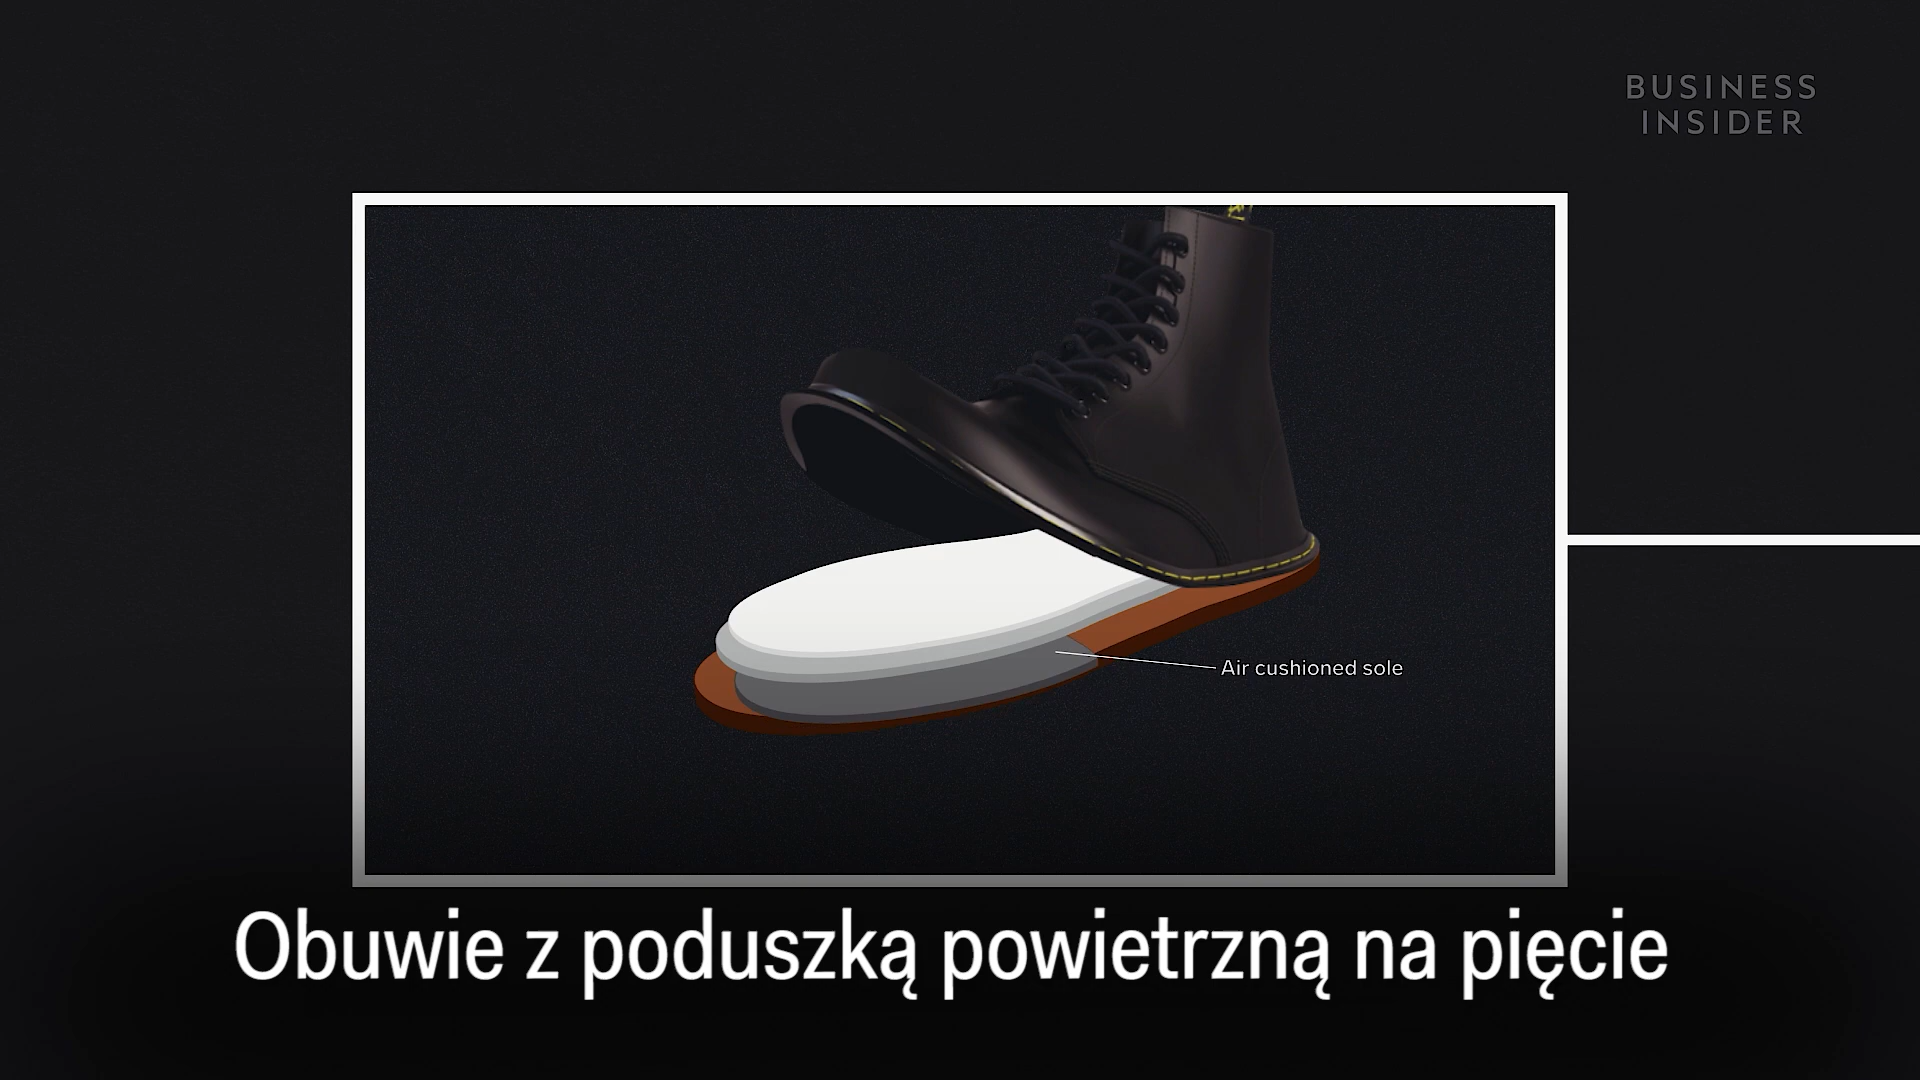 BUSINESS
INSIDER
Air cushioned sole
Obuwie z poduszką powietrzną na pięcie